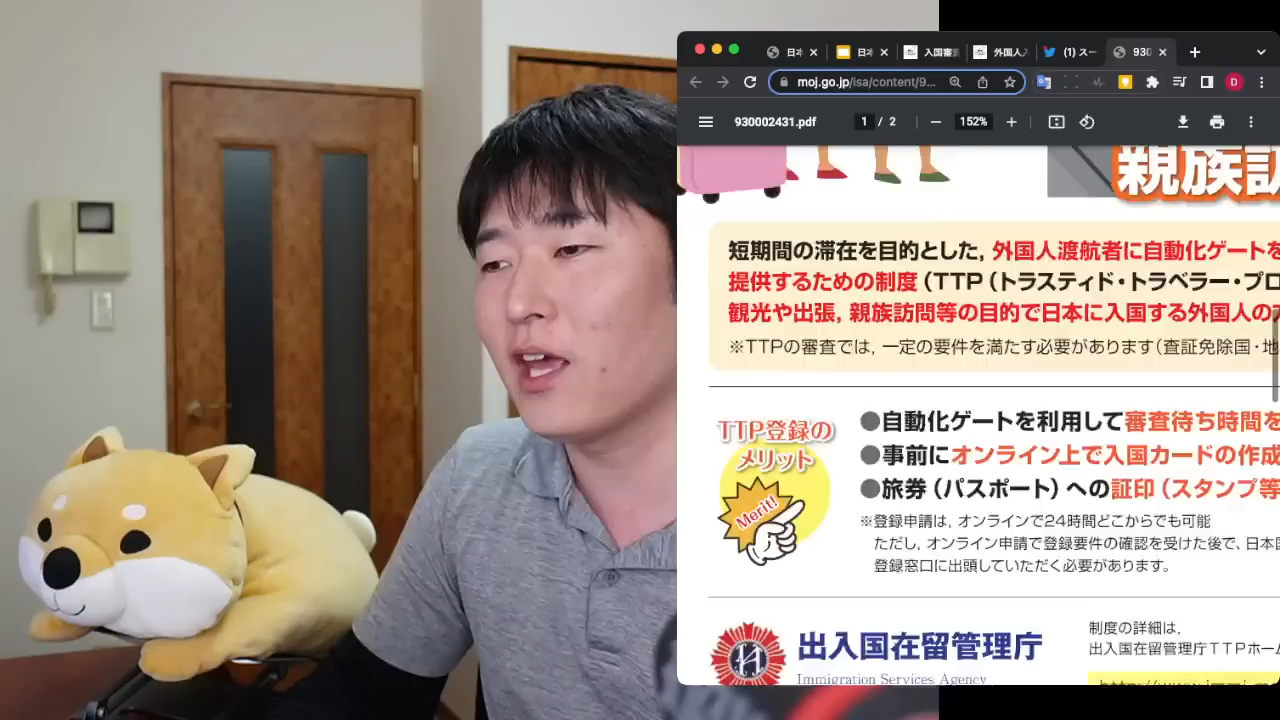 日本
日本
入国審査
外国人入
(1) スー
930
moj.go.jp/isa/content/9...
D
930002431.pdf
1 / 2
152%
親族訪
短期間の滞在を目的とした, 外国人渡航者に自動化ゲートを
提供するための制度 (TTP (トラスティド・トラベラー・プロ
観光や出張, 親族訪問等の目的で日本に入国する外国人の
※TTPの審査では, 一定の要件を満たす必要があります (査証免除国・地
TTP登録の
メリット
Merit!
●自動化ゲートを利用して審査待ち時間を
●事前にオンライン上で入国カードの作成
●旅券 (パスポート) への証印 (スタンプ等
※登録申請は, オンラインで24時間どこからでも可能
ただし, オンライン申請で登録要件の確認を受けた後で、日本国
登録窓口に出頭していただく必要があります。
出入国在留管理庁
Immigration Services Agency
制度の詳細は,
出入国在留管理庁TTPホーム